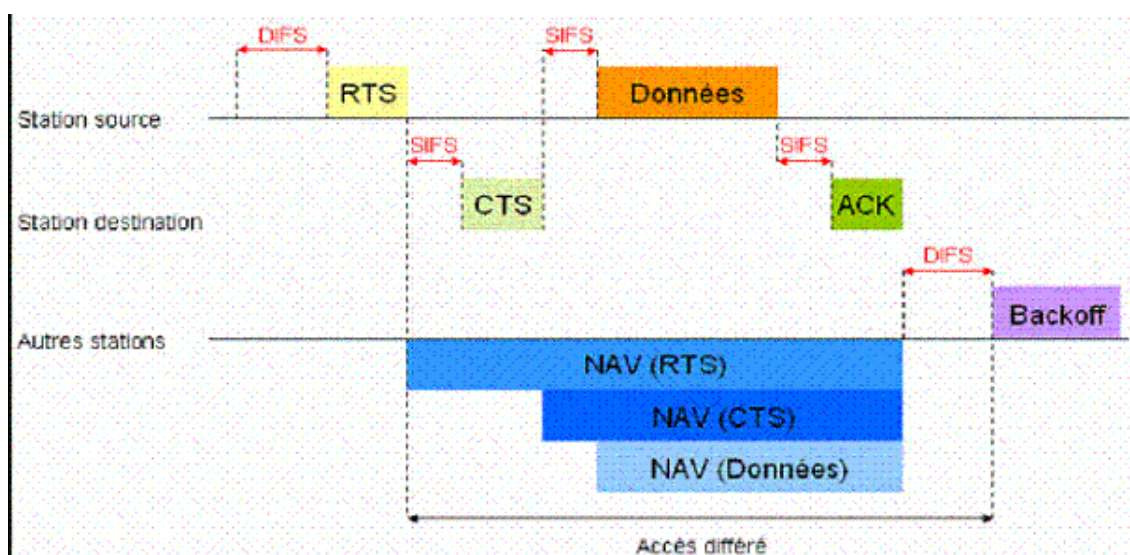 DIFS
SIFS
RTS
Données
Station source
SIFS
SIFS
CTS
ACK
Station destination
DIFS
Backoff
Autres stations
NAV (RTS)
NAV (CTS)
NAV (Données)
Accès différé